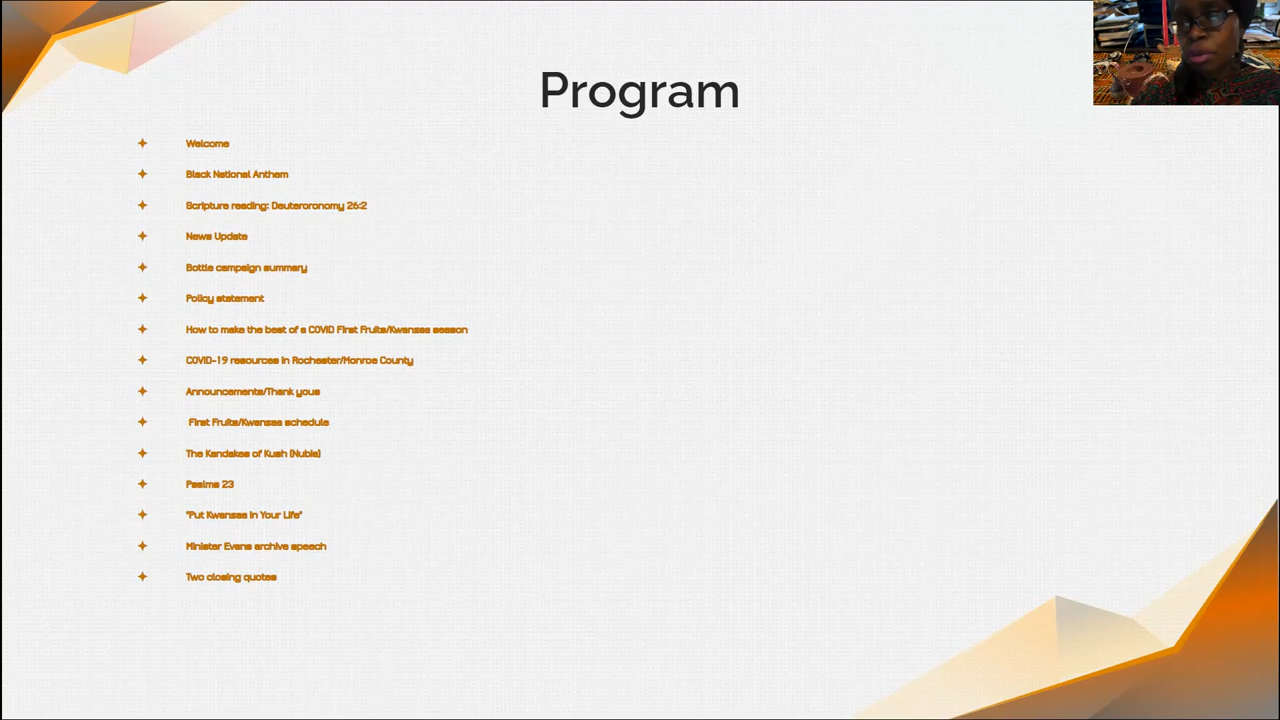 Program
Welcome
Black National Anthem
Scripture reading: Deuteroronomy 26:2
News Update
Bottle campaign summary
Policy statement
How to make the best of a COVID First Fruits/Kwanzaa season
COVID-19 resources in Rochester/Monroe County
Announcements/Thank yous
First Fruits/Kwanzaa schedule
The Kandakes of Kush (Nubia)
Psalms 23
"Put Kwanzaa in Your Life"
Minister Evans archive speech
Two closing quotes